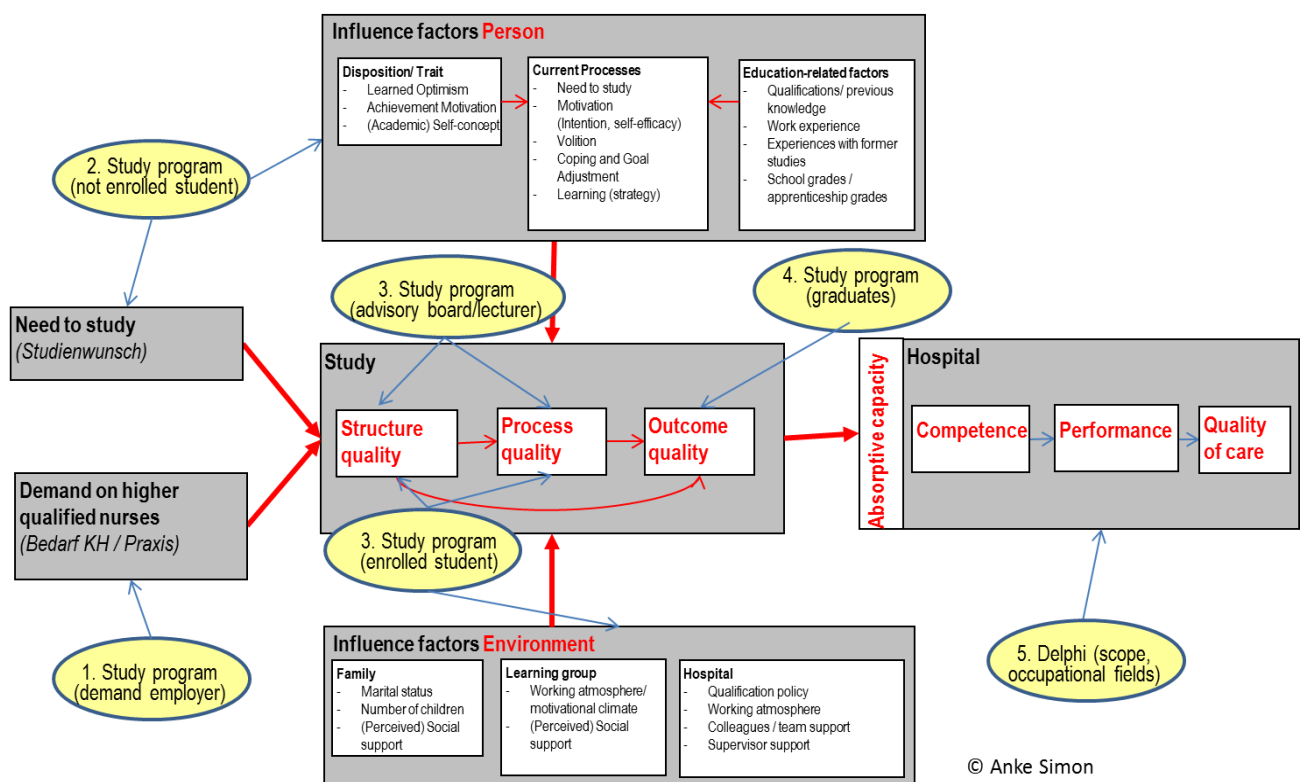 Influence factors Person
Disposition/ Trait
- Learned Optimism
- Achievement Motivation
- (Academic) Self-concept
Current Processes
- Need to study
- Motivation
(Intention, self-efficacy)
- Volition
- Coping and Goal
Adjustment
- Learning (strategy)
Education-related factors
- Qualifications/ previous
knowledge
- Work experience
- Experiences with former
studies
- School grades /
apprenticeship grades
2. Study program
(not enrolled student)
3. Study program
(advisory board/lecturer)
4. Study program
(graduates)
Need to study
(Studienwunsch)
Demand on higher
qualified nurses
(Bedarf KH / Praxis)
1. Study program
(demand employer)
Study
Structure
quality
Process
quality
Outcome
quality
3. Study program
(enrolled student)
Absorptive capacity
Hospital
Competence
Performance
Quality
of care
5. Delphi (scope,
occupational fields)
Influence factors Environment
Family
- Marital status
- Number of children
- (Perceived) Social
support
Learning group
- Working atmosphere/
motivational climate
- (Perceived) Social
support
Hospital
- Qualification policy
- Working atmosphere
- Colleagues / team support
- Supervisor support
© Anke Simon